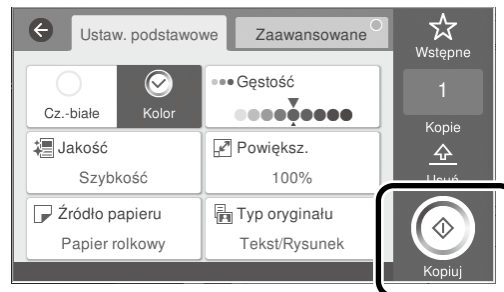 Ustaw. podstawowe
Zaawansowane
Wstępne
Cz.-białe
Kolor
Gęstość
1
Kopie
Jakość
Szybkość
Powiększ.
100%
Usuń
Źródło papieru
Papier rolkowy
Typ oryginału
Tekst/Rysunek
Kopiuj